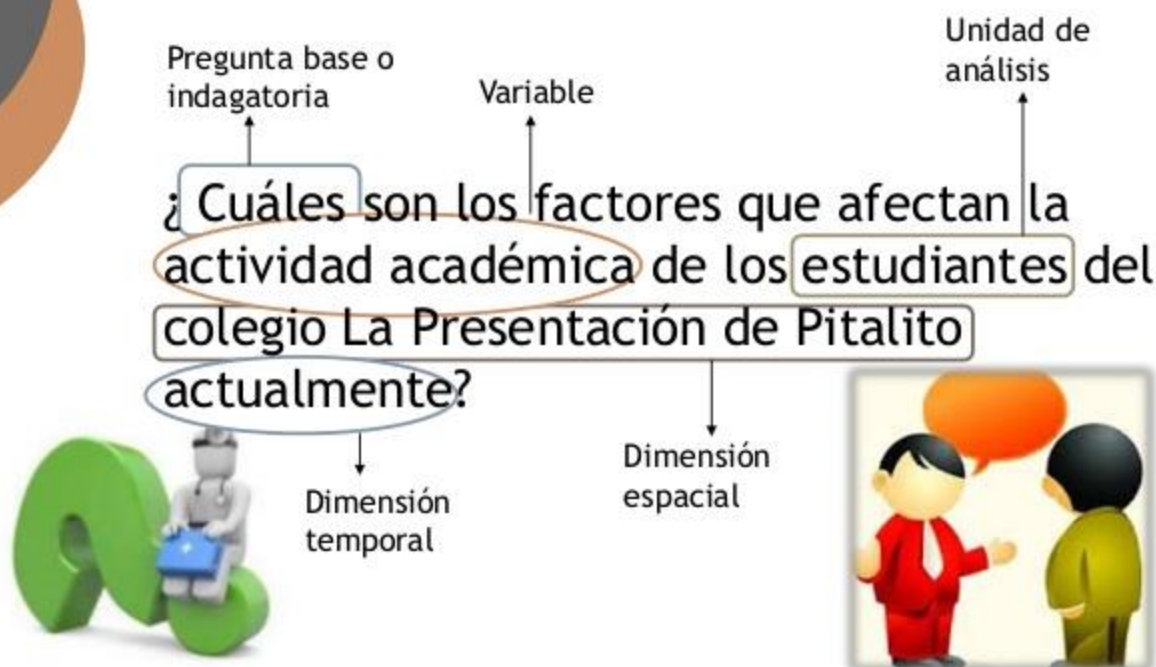 Pregunta base o
indagatoria
Variable
Unidad de
análisis
¿ Cuáles son los factores que afectan la
actividad académica de los estudiantes del
colegio La Presentación de Pitalito
actualmente?
Dimensión
temporal
Dimensión
espacial